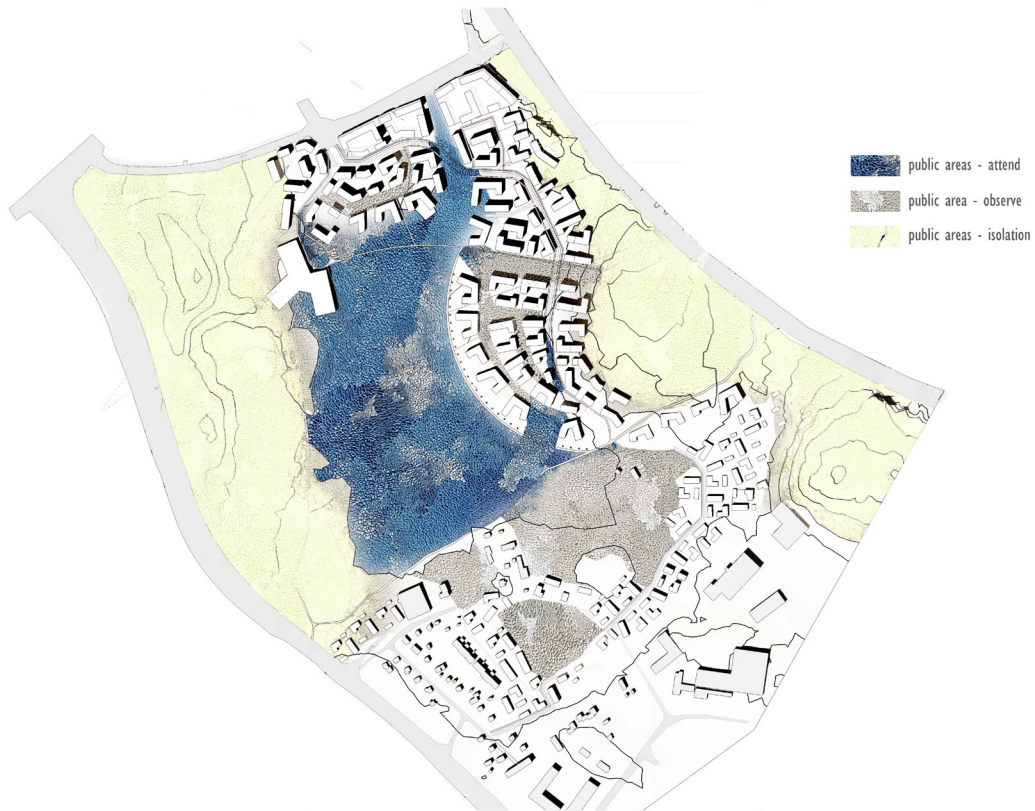 public areas - attend
public area - observe
public areas - isolation